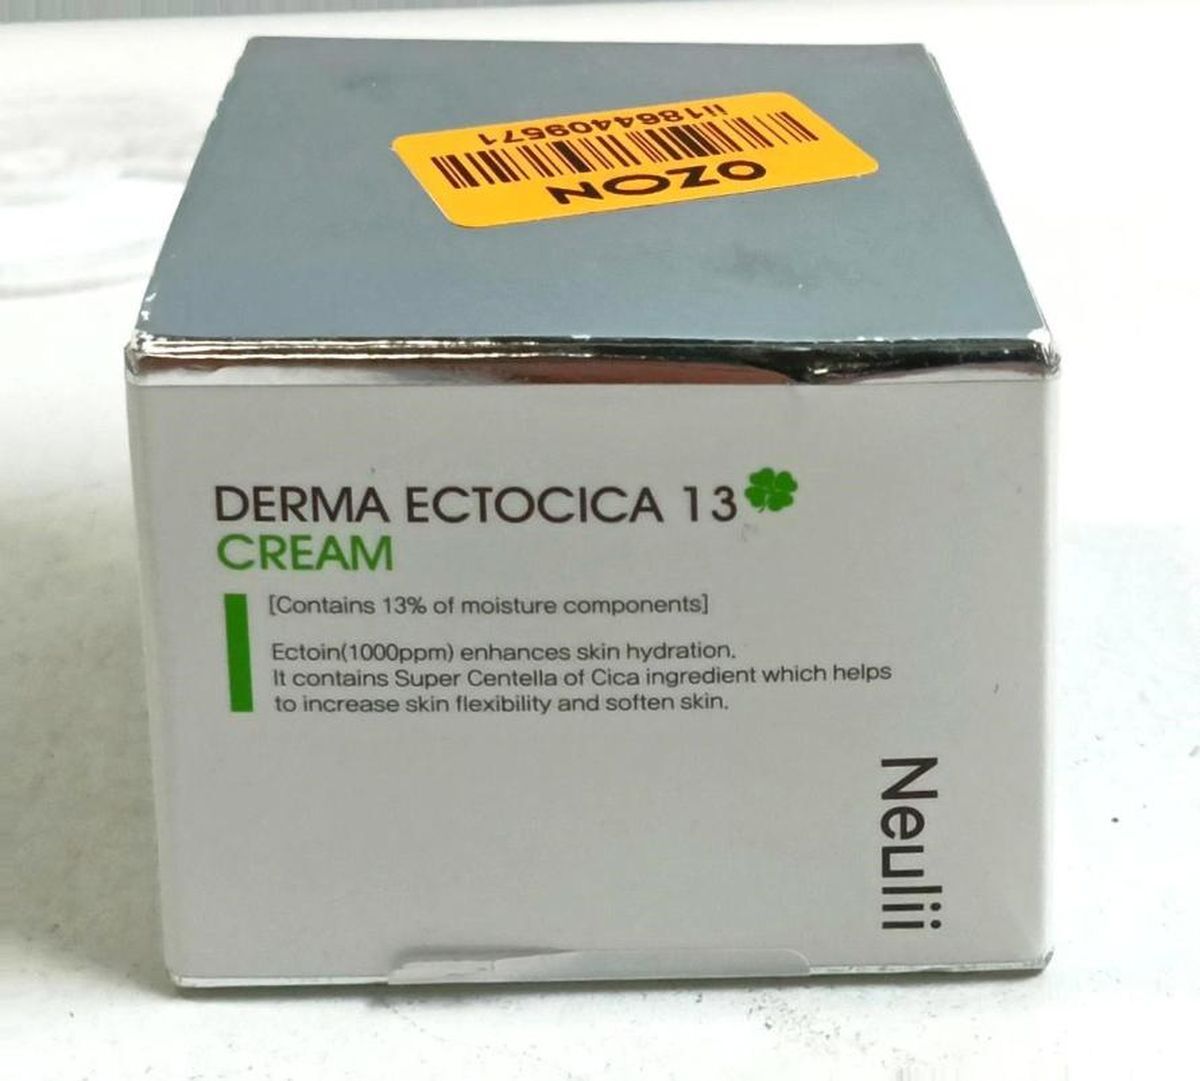 ii1864409571
OZON
DERMA ECTOCICA 13
CREAM
[Contains 13% of moisture components]
Ectoin(1000ppm) enhances skin hydration.
It contains Super Centella of Cica ingredient which helps
to increase skin flexibility and soften skin.
Neulii